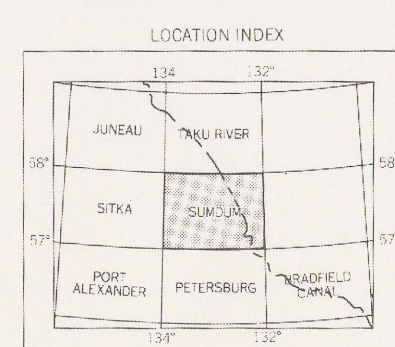 LOCATION INDEX
134 132°
JUNEAU TAKU RIVER
58° 58
SITKA SUMDUM
57° 57
PORT ALEXANDER PETERSBURG BRADFIELD CANAL
134° 132°